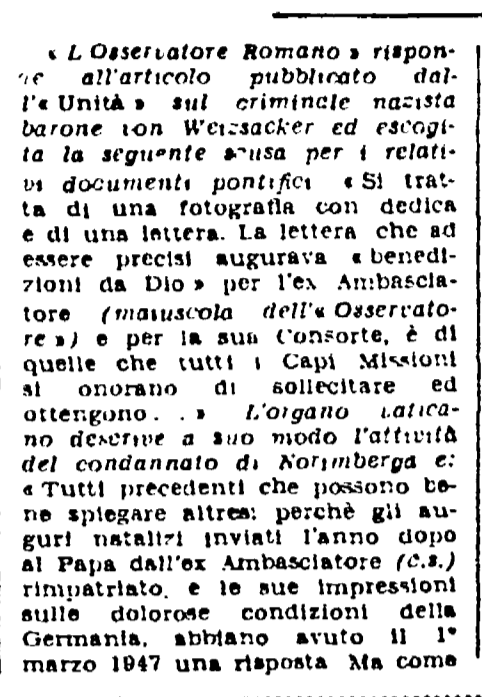 « L'Osservatore Romano » rispon-
de all'articolo pubblicato dal-
l'« Unità » sul criminale nazista
barone von Weizsacker ed escogi-
ta la seguente scusa per i relati-
vi documenti pontifici « Si trat-
ta di una fotografia con dedica
e di una lettera. La lettera che ad
essere precisi augurava « benedi-
zioni da Dio » per l'ex Ambascia-
tore (maiuscola dell'« Osservato-
re ») e per la sua Consorte, è di
quelle che tutti i Capi Missioni
si onorano di sollecitare ed
ottengono. . . » L'organo vatica-
no descrive a suo modo l'attività
del condannato di Norimberga e:
« Tutti precedenti che possono be-
ne spiegare altresì perchè gli au-
guri natalizi inviati l'anno dopo
al Papa dall'ex Ambasciatore (c.s.)
rimpatriato, e le sue impressioni
sulle dolorose condizioni della
Germania, abbiano avuto il 1°
marzo 1947 una risposta Ma come